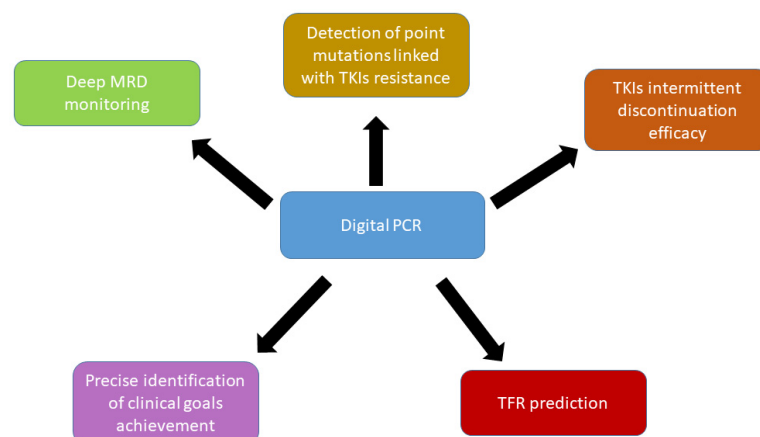 Detection of point
mutations linked
with TKIs resistance
Deep MRD
monitoring
TKIs intermittent
discontinuation
efficacy
Digital PCR
Precise identification
of clinical goals
achievement
TFR prediction